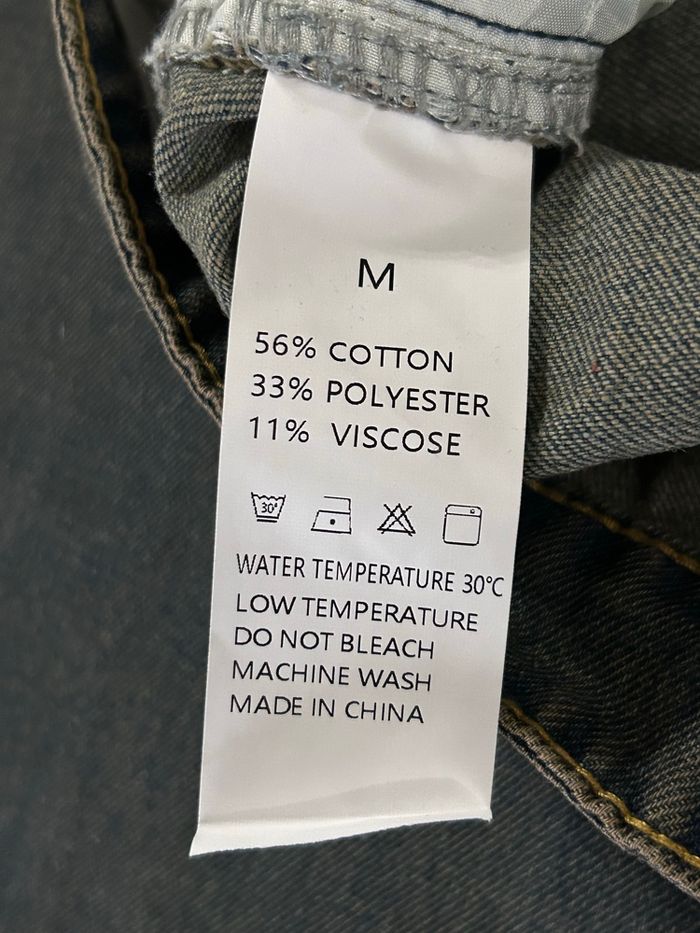 M
56% COTTON
33% POLYESTER
11% VISCOSE
30°
WATER TEMPERATURE 30℃
LOW TEMPERATURE
DO NOT BLEACH
MACHINE WASH
MADE IN CHINA